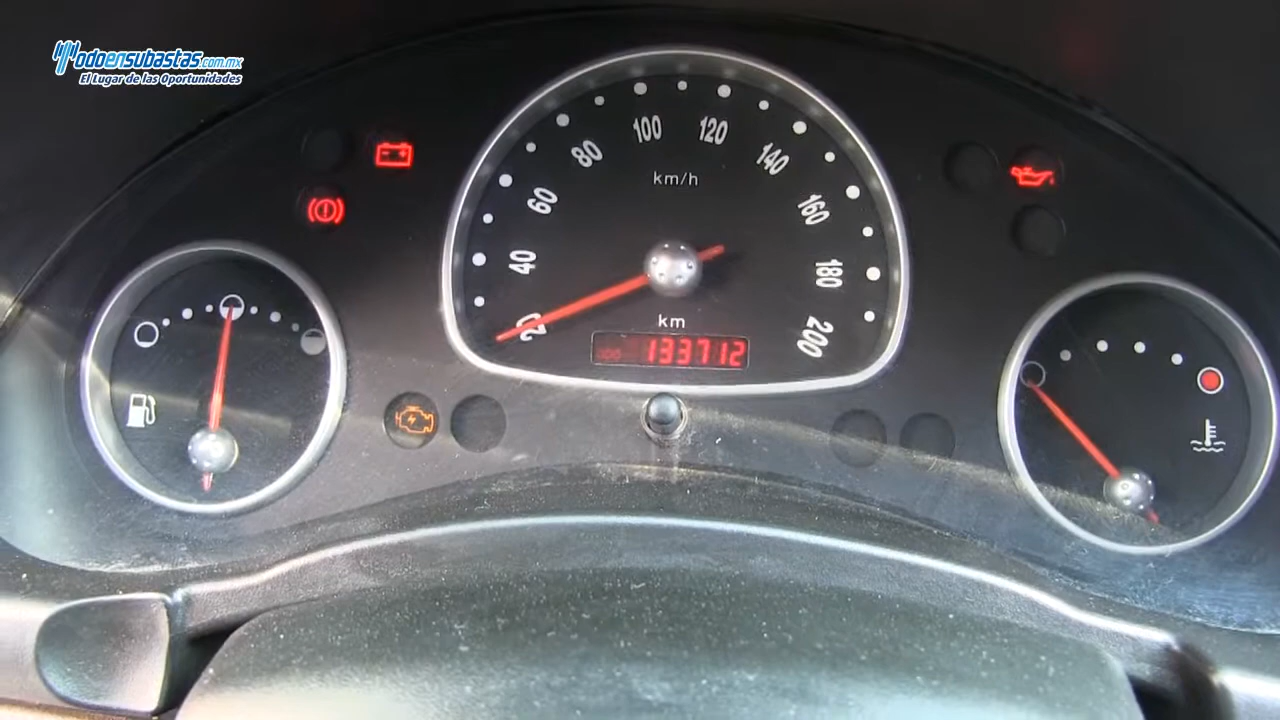 Todoensubastas.com.mx
El Lugar de las Oportunidades
20
40
60
80
100
120
140
160
180
200
km/h
km
133712